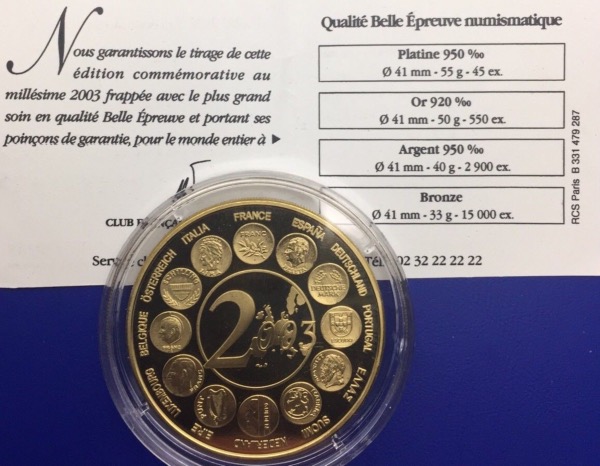 Nous garantissons le tirage de cette
édition commémorative au
millésime 2003 frappée avec le plus grand
soin en qualité Belle Épreuve et portant ses
poinçons de garantie, pour le monde entier à ▶
CLUB
Qualité Belle Épreuve numismatique
Platine 950 ‰
Ø 41 mm - 55 g - 45 ex.
Or 920 ‰
Ø 41 mm - 50 g - 550 ex.
Argent 950 ‰
Ø 41 mm - 40 g - 2 900 ex.
Bronze
Ø 41 mm - 33 g - 15 000 ex.
RCS Paris B 331 479 287
Tél. 02 32 22 22 22
FRANCE
ESPAÑA
DEUTSCHLAND
PORTUGAL
ΕΛΛΑΣ
SUOMI
NEDERLAND
EIRE
LUXEMBOURG
BELGIQUE
ÖSTERREICH
ITALIA
2003